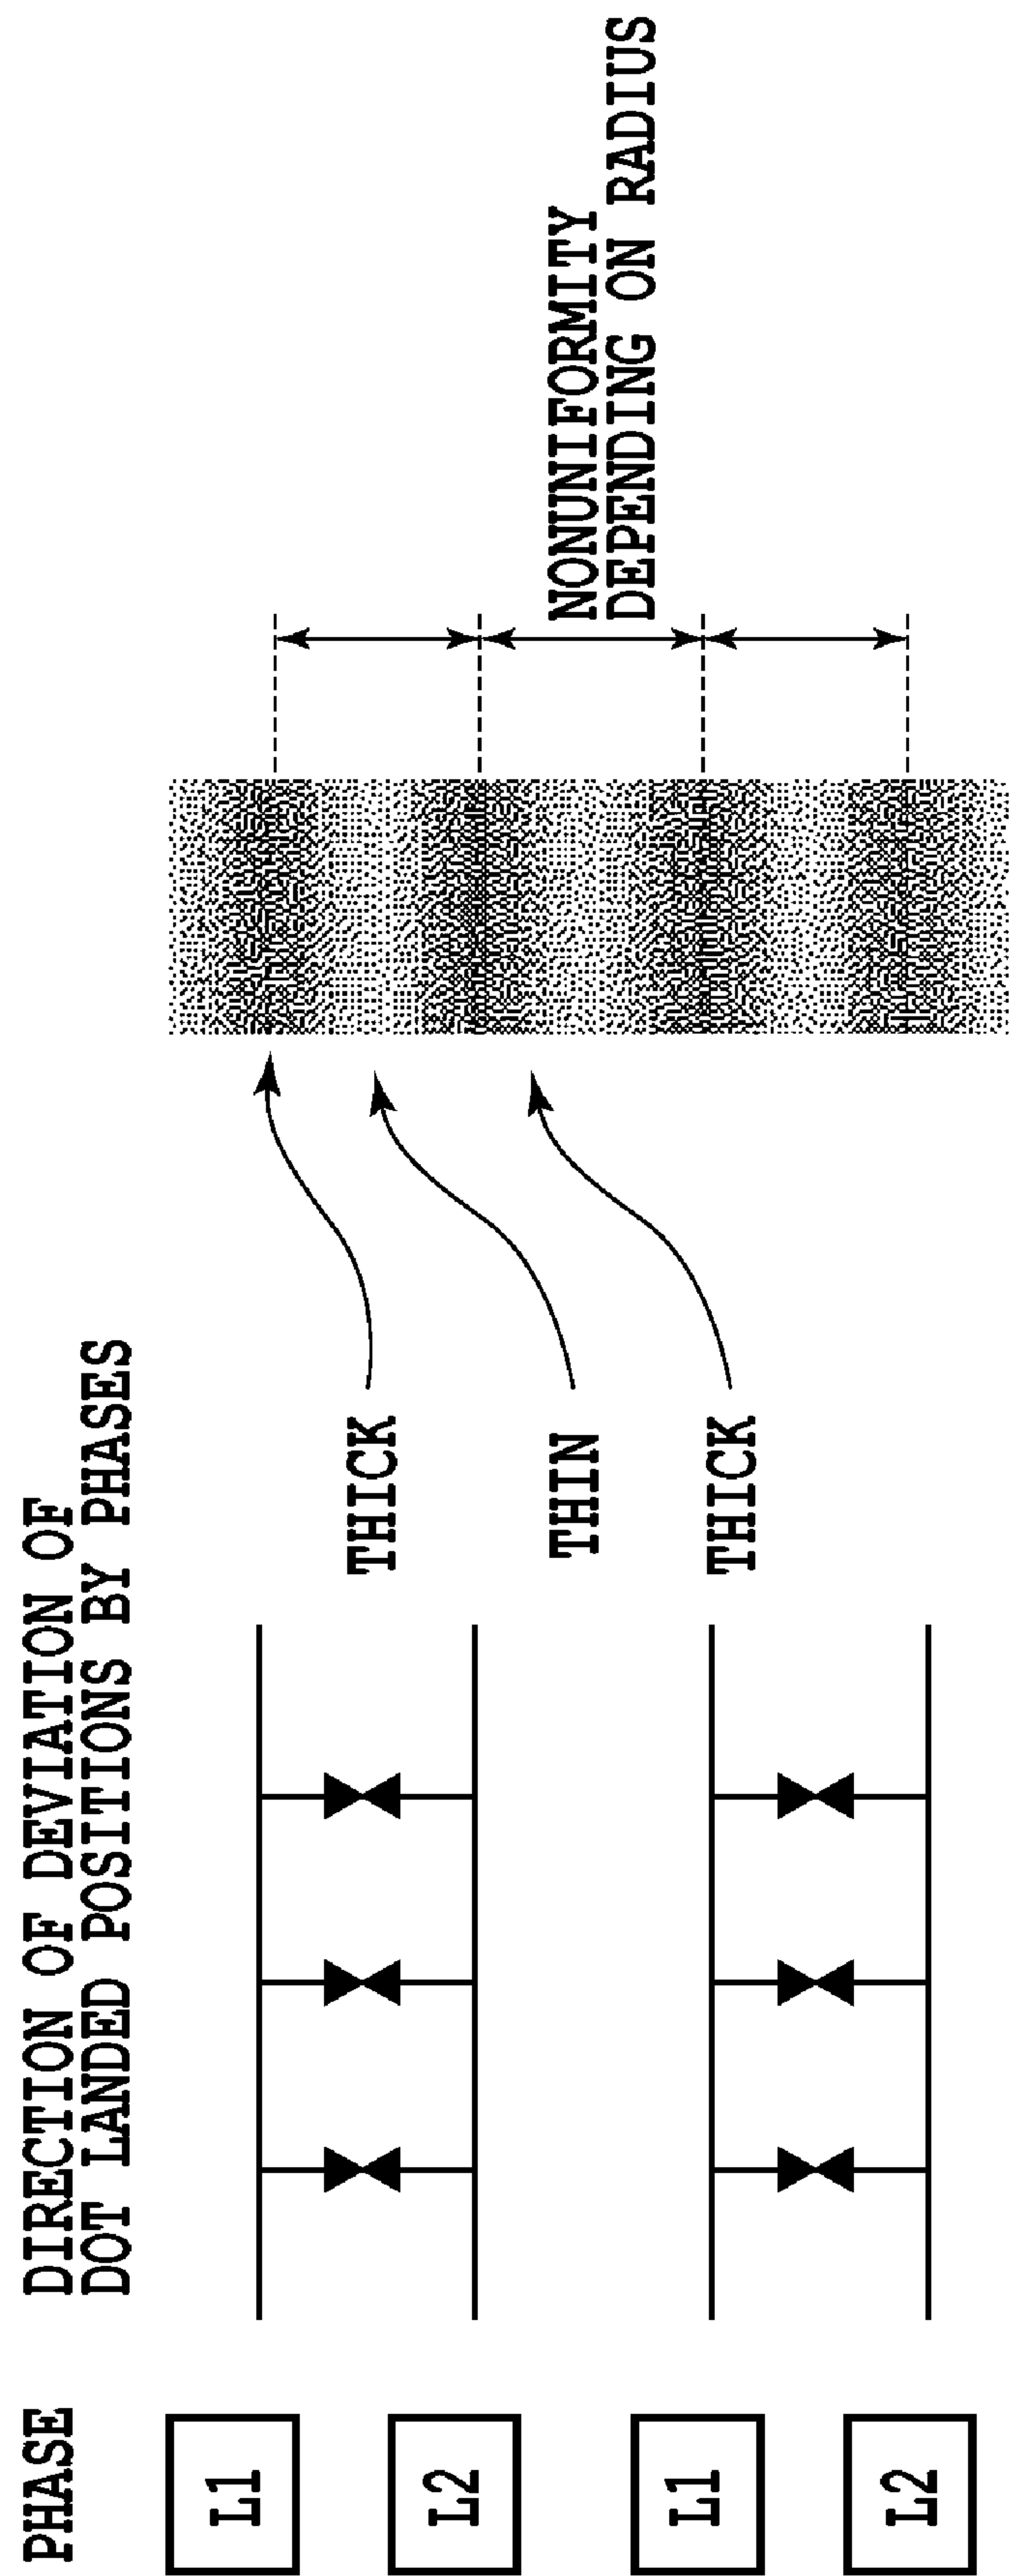 PHASE
DIRECTION OF DEVIATION OF
DOT LANDED POSITIONS BY PHASES
L1
L2
L1
L2
THICK
THIN
THICK
NONUNIFORMITY
DEPENDING ON RADIUS